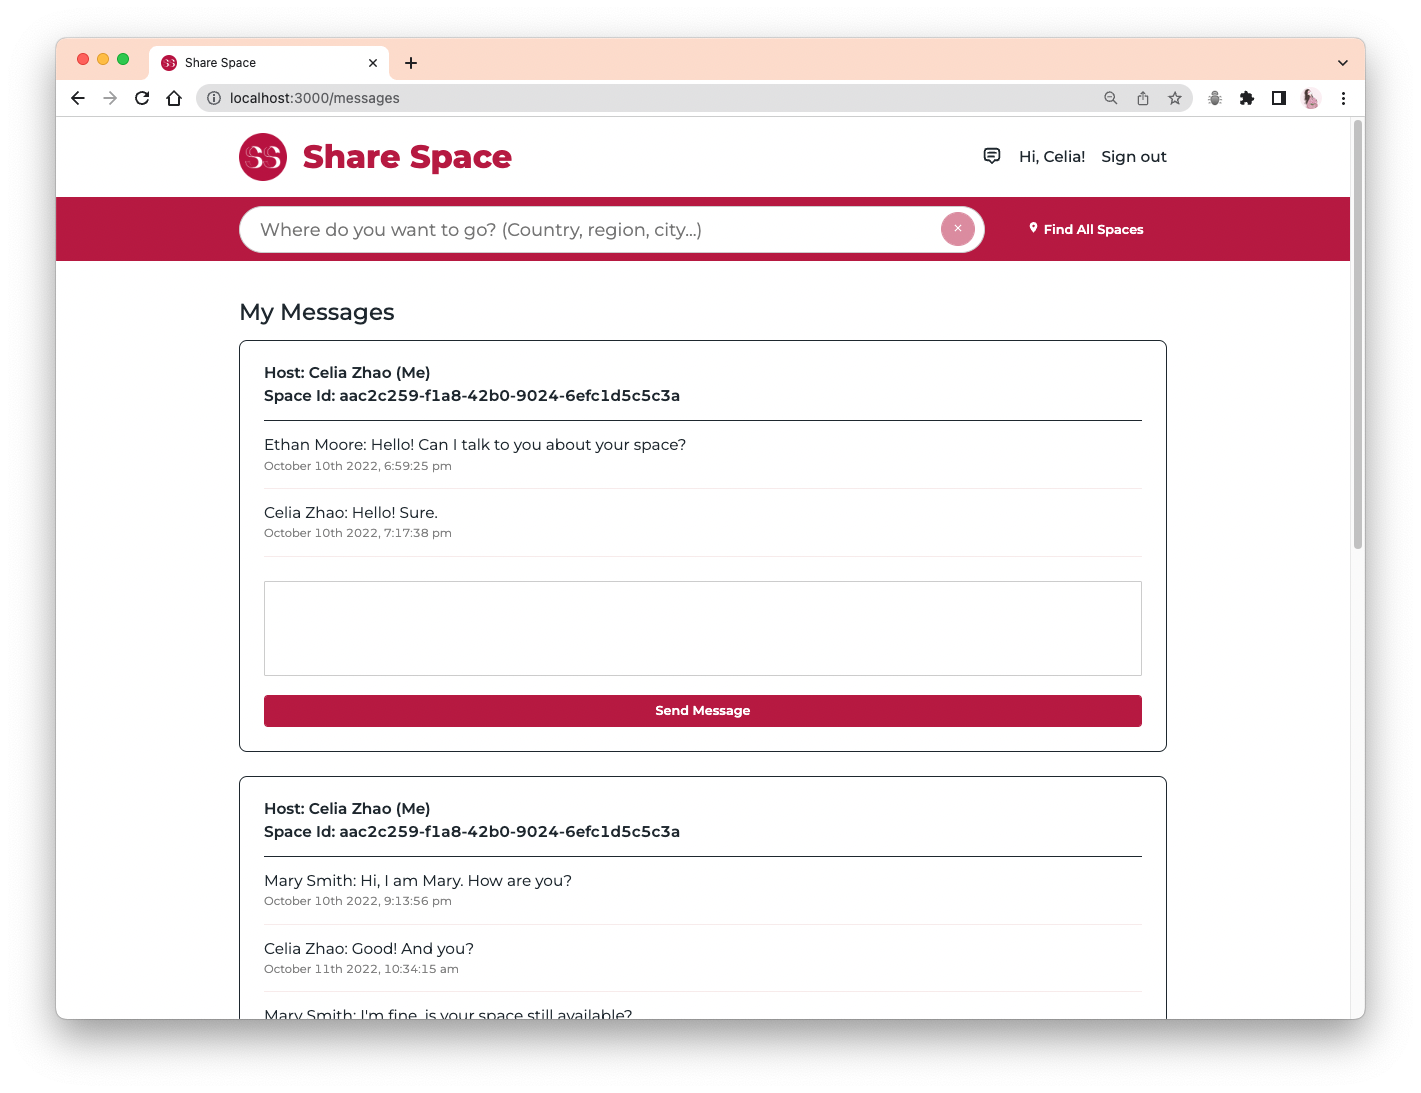 Share Space
localhost:3000/messages
SS Share Space
Hi, Celia! Sign out
Where do you want to go? (Country, region, city...)
Find All Spaces
My Messages
Host: Celia Zhao (Me)
Space Id: aac2c259-f1a8-42b0-9024-6efc1d5c5c3a
Ethan Moore: Hello! Can I talk to you about your space?
October 10th 2022, 6:59:25 pm
Celia Zhao: Hello! Sure.
October 10th 2022, 7:17:38 pm
Send Message
Host: Celia Zhao (Me)
Space Id: aac2c259-f1a8-42b0-9024-6efc1d5c5c3a
Mary Smith: Hi, I am Mary. How are you?
October 10th 2022, 9:13:56 pm
Celia Zhao: Good! And you?
October 11th 2022, 10:34:15 am
Mary Smith: I'm fine, is your space still available?